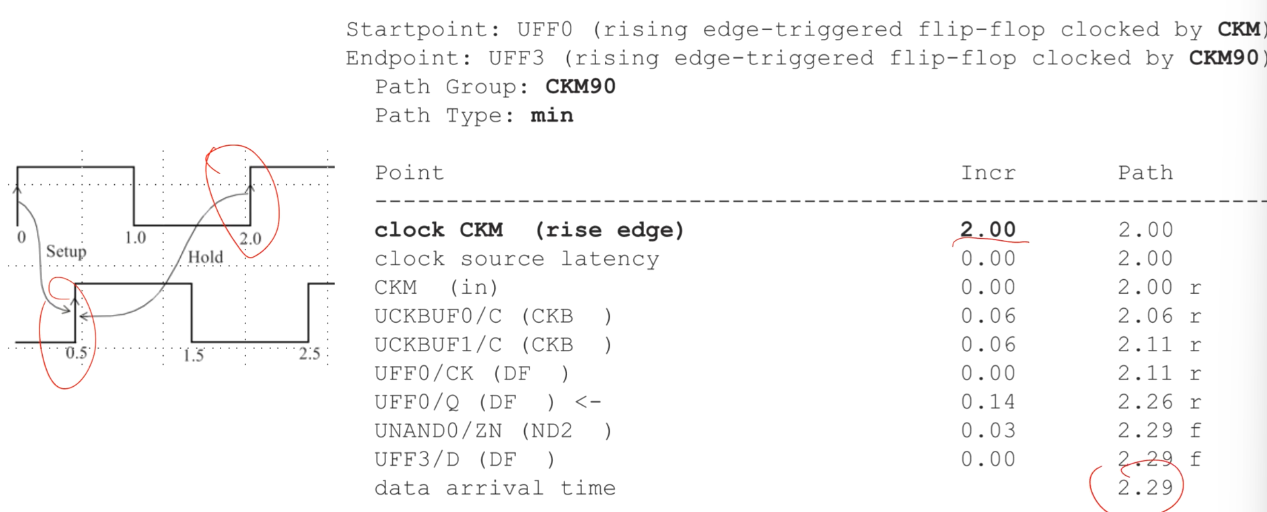 Startpoint: UFF0 (rising edge-triggered flip-flop clocked by CKM)
Endpoint: UFF3 (rising edge-triggered flip-flop clocked by CKM90)
Path Group: CKM90
Path Type: min
Point Incr Path
clock CKM (rise edge) 2.00 2.00
clock source latency 0.00 2.00
CKM (in) 0.00 2.00 r
UCKBUF0/C (CKB ) 0.06 2.06 r
UCKBUF1/C (CKB ) 0.06 2.11 r
UFF0/CK (DF ) 0.00 2.11 r
UFF0/Q (DF ) <- 0.14 2.26 r
UNAND0/ZN (ND2 ) 0.03 2.29 f
UFF3/D (DF ) 0.00 2.29 f
data arrival time 2.29
0 1.0 2.0
Setup Hold
0.5 1.5 2.5